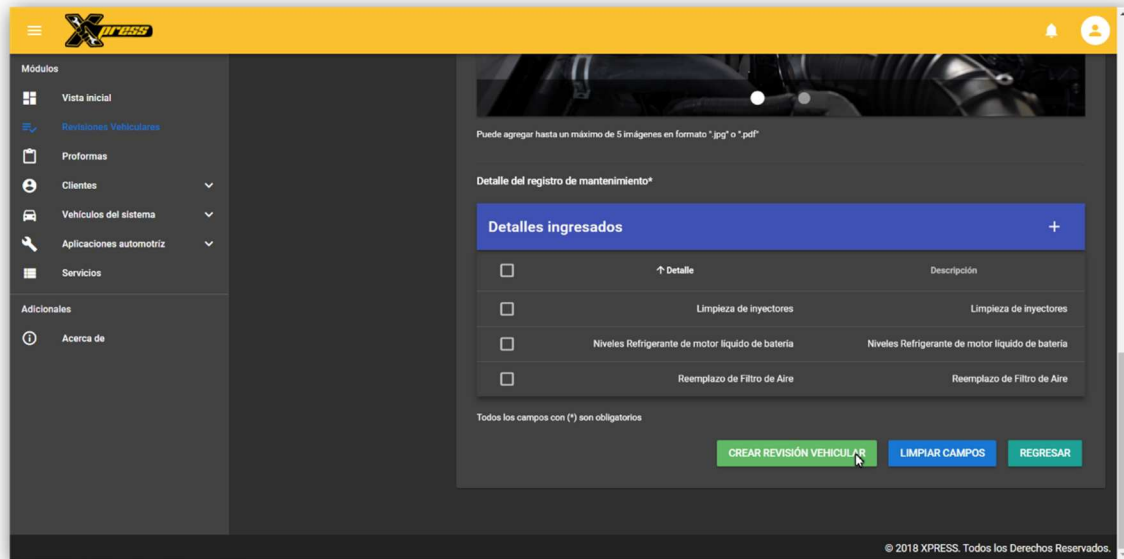 Xpress
Módulos
Vista inicial
Revisiones Vehiculares
Proformas
Clientes
Vehículos del sistema
Aplicaciones automotriz
Servicios
Adicionales
Acerca de
Puede agregar hasta un máximo de 5 imágenes en formato ".jpg" o ".pdf"
Detalle del registro de mantenimiento*
Detalles ingresados +
Detalle Descripción
Limpieza de inyectores Limpieza de inyectores
Niveles Refrigerante de motor líquido de batería Niveles Refrigerante de motor líquido de batería
Reemplazo de Filtro de Aire Reemplazo de Filtro de Aire
Todos los campos con (*) son obligatorios
CREAR REVISIÓN VEHICULAR LIMPIAR CAMPOS REGRESAR
© 2018 XPRESS. Todos los Derechos Reservados.